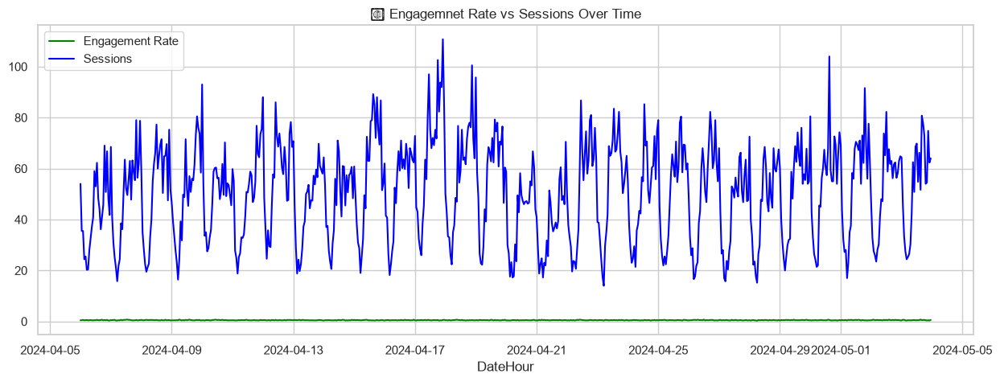 🌐 Engagemnet Rate vs Sessions Over Time
Engagement Rate
Sessions
100
80
60
40
20
0
2024-04-05 2024-04-09 2024-04-13 2024-04-17 2024-04-21 2024-04-25 2024-04-29 2024-05-01 2024-05-05
DateHour